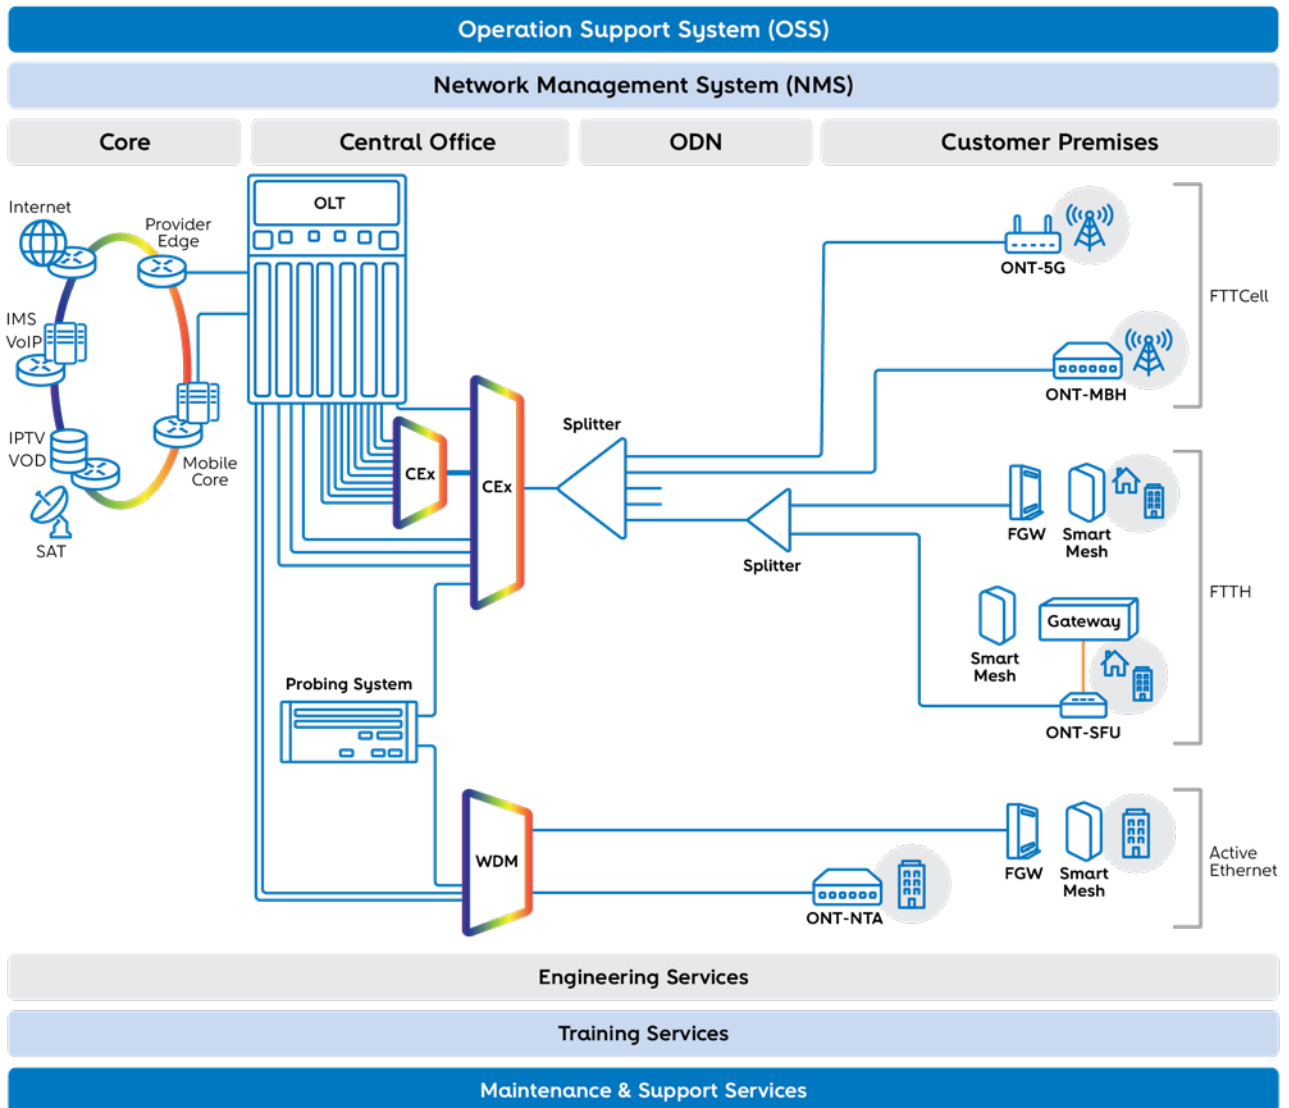 Operation Support System (OSS)
Network Management System (NMS)
Core
Central Office
ODN
Customer Premises
Internet
Provider
Edge
IMS
VoIP
IPTV
VOD
SAT
Mobile
Core
OLT
CEx
CEx
Splitter
Splitter
ONT-5G
ONT-MBH
FTTCell
FGW
Smart
Mesh
Smart
Mesh
Gateway
ONT-SFU
FTTH
Probing System
WDM
FGW
Smart
Mesh
ONT-NTA
Active
Ethernet
Engineering Services
Training Services
Maintenance & Support Services